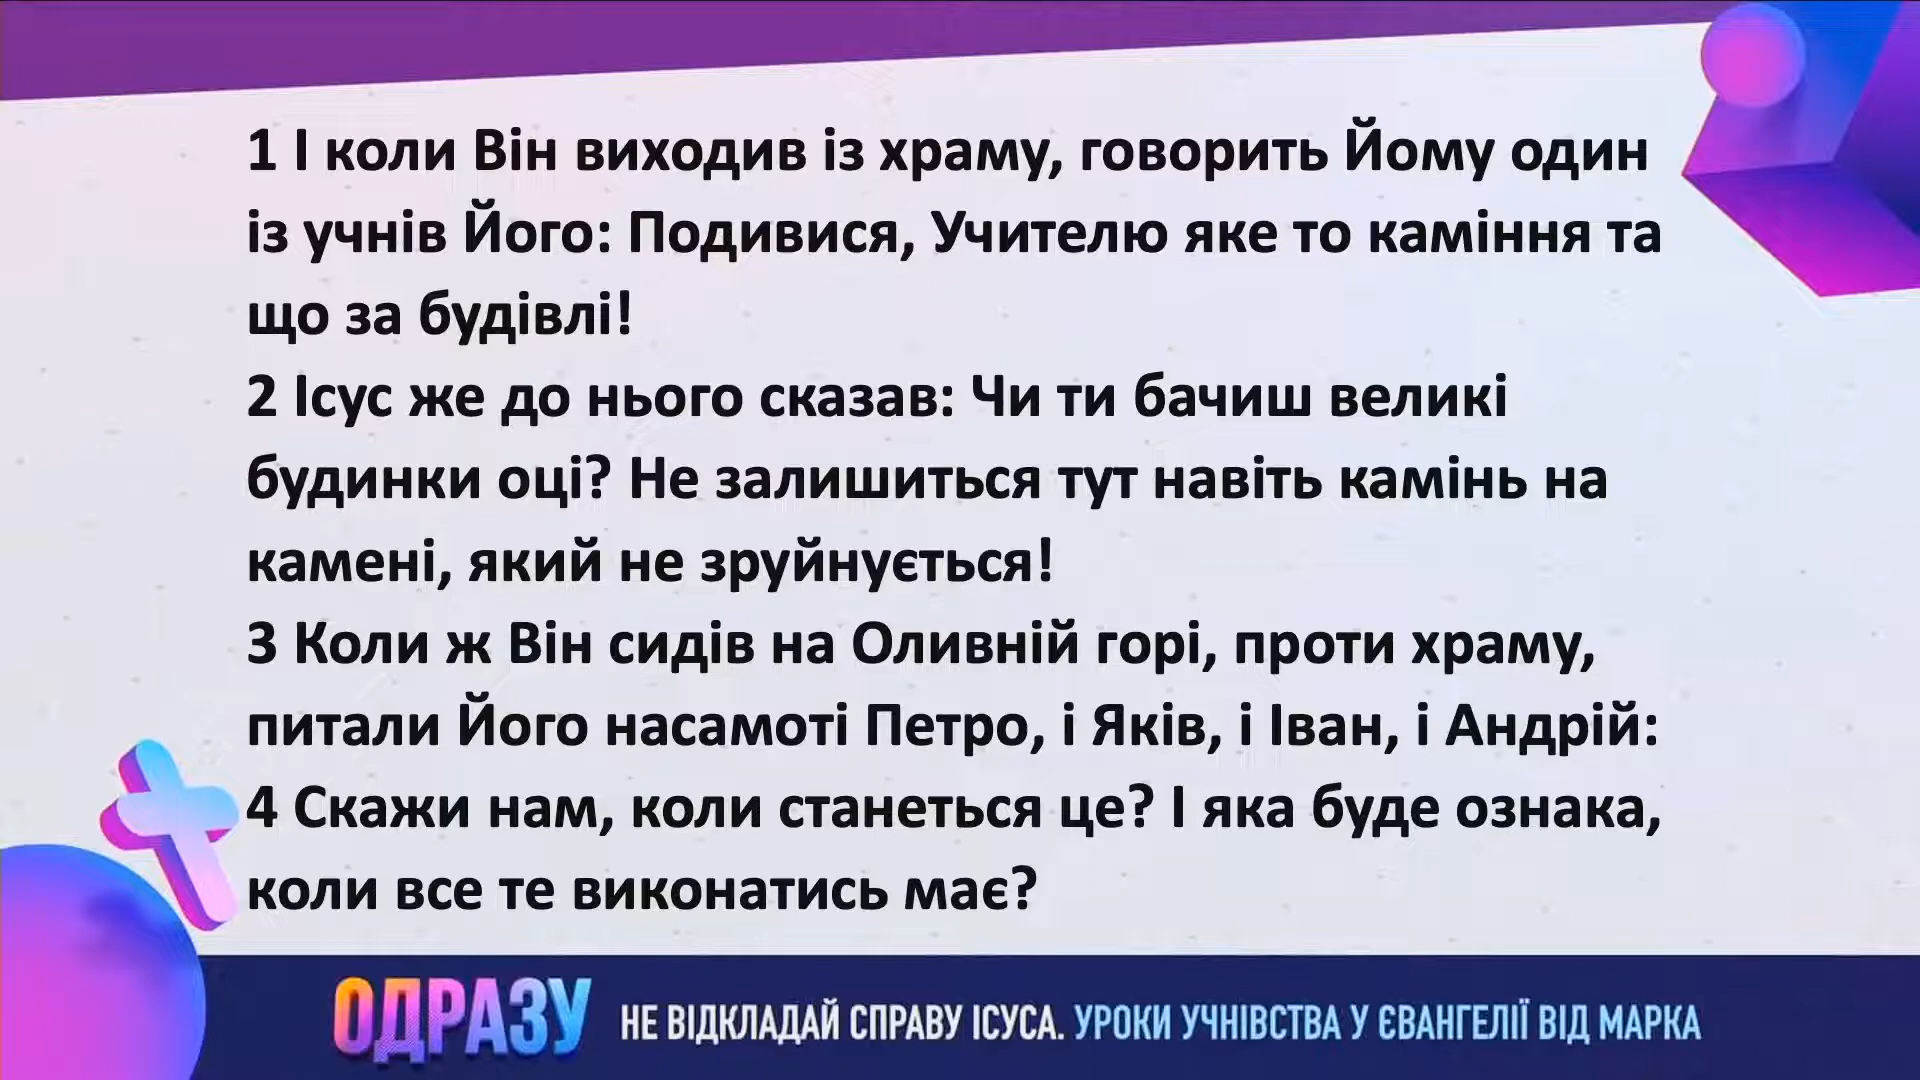 1 І коли Він виходив із храму, говорить Йому один
із учнів Його: Подивися, Учителю яке то каміння та
що за будівлі!
2 Ісус же до нього сказав: Чи ти бачиш великі
будинки оці? Не залишиться тут навіть камінь на
камені, який не зруйнується!
3 Коли ж Він сидів на Оливній горі, проти храму,
питали Його насамоті Петро, і Яків, і Іван, і Андрій:
4 Скажи нам, коли станеться це? І яка буде ознака,
коли все те виконатись має?
ОДРАЗУ НЕ ВІДКЛАДАЙ СПРАВУ ІСУСА. УРОКИ УЧНІВСТВА У ЄВАНГЕЛІЇ ВІД МАРКА